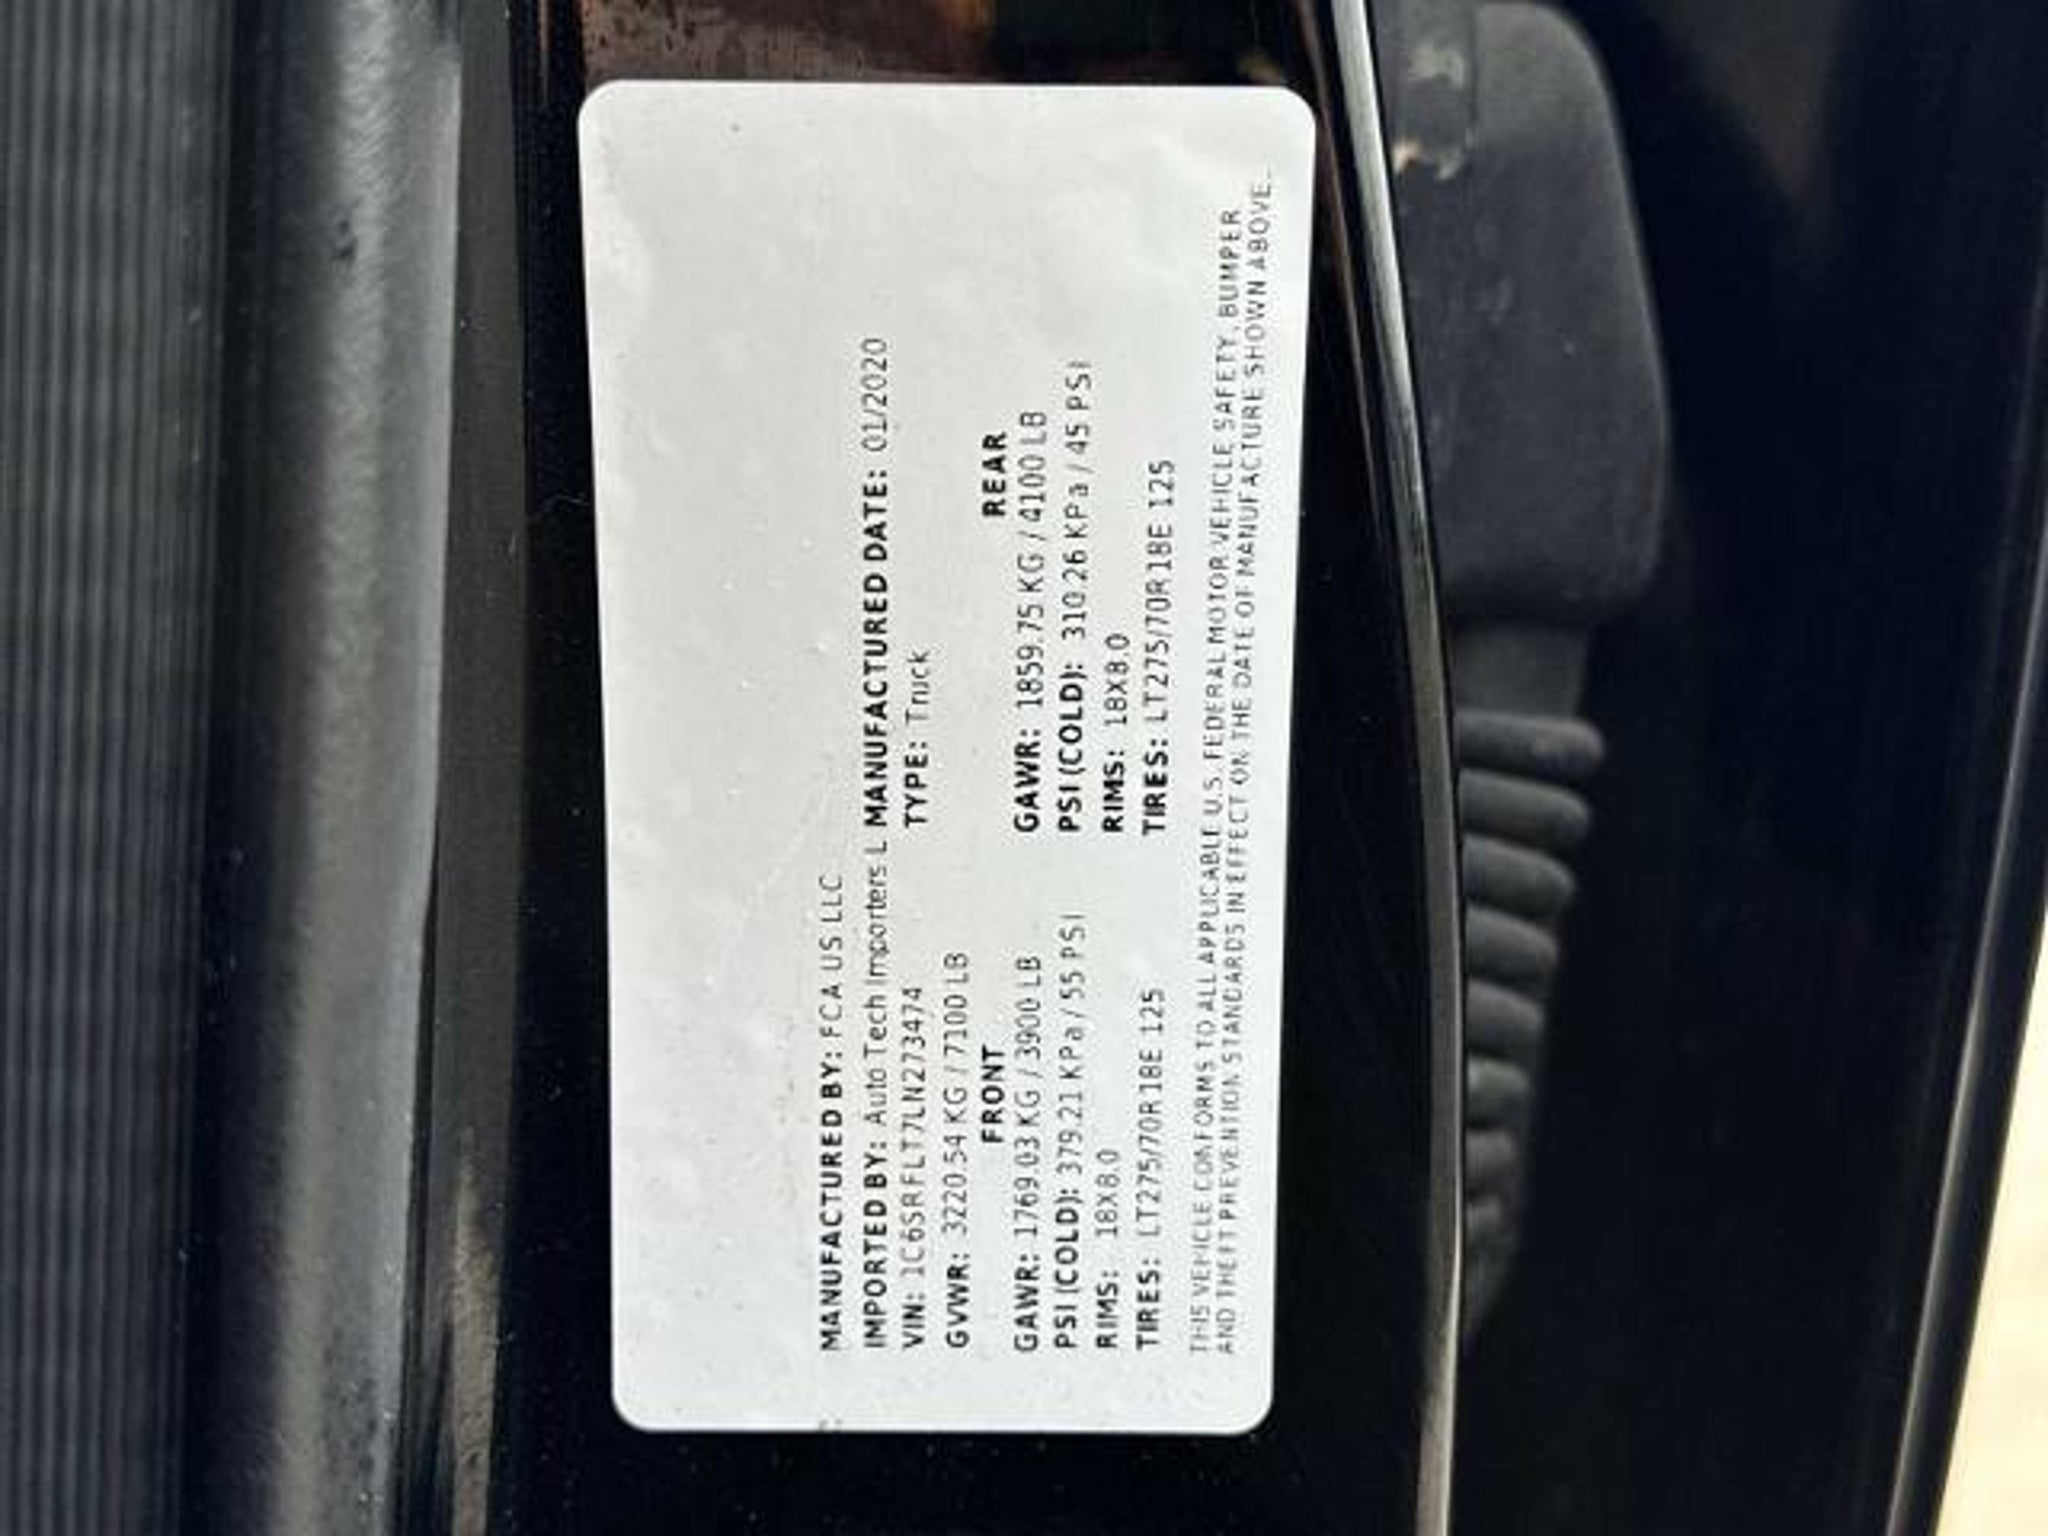 MANUFACTURED BY: FCA US LLC
IMPORTED BY: Auto Tech Importers L MANUFACTURED DATE: 01/2020
VIN: 1C6SRFLT7LN273474 TYPE: Truck
GVWR: 3220.54 KG / 7100 LB
FRONT REAR
GAWR: 1769.03 KG / 3900 LB GAWR: 1859.75 KG / 4100 LB
PSI (COLD): 379.21 KPa / 55 PSI PSI (COLD): 310.26 KPa / 45 PSI
RIMS: 18X8.0 RIMS: 18X8.0
TIRES: LT275/70R18E 125 TIRES: LT275/70R18E 125
THIS VEHICLE CONFORMS TO ALL APPLICABLE U.S. FEDERAL MOTOR VEHICLE SAFETY, BUMPER
AND THEFT PREVENTION STANDARDS IN EFFECT ON THE DATE OF MANUFACTURE SHOWN ABOVE.